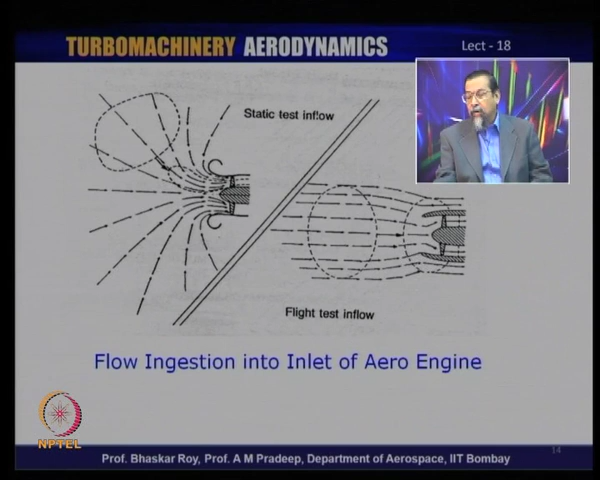 TURBOMACHINERY AERODYNAMICS
Lect - 18
Static test inflow
Flight test inflow
Flow Ingestion into Inlet of Aero Engine
NPTEL
14
Prof. Bhaskar Roy, Prof. A M Pradeep, Department of Aerospace, IIT Bombay